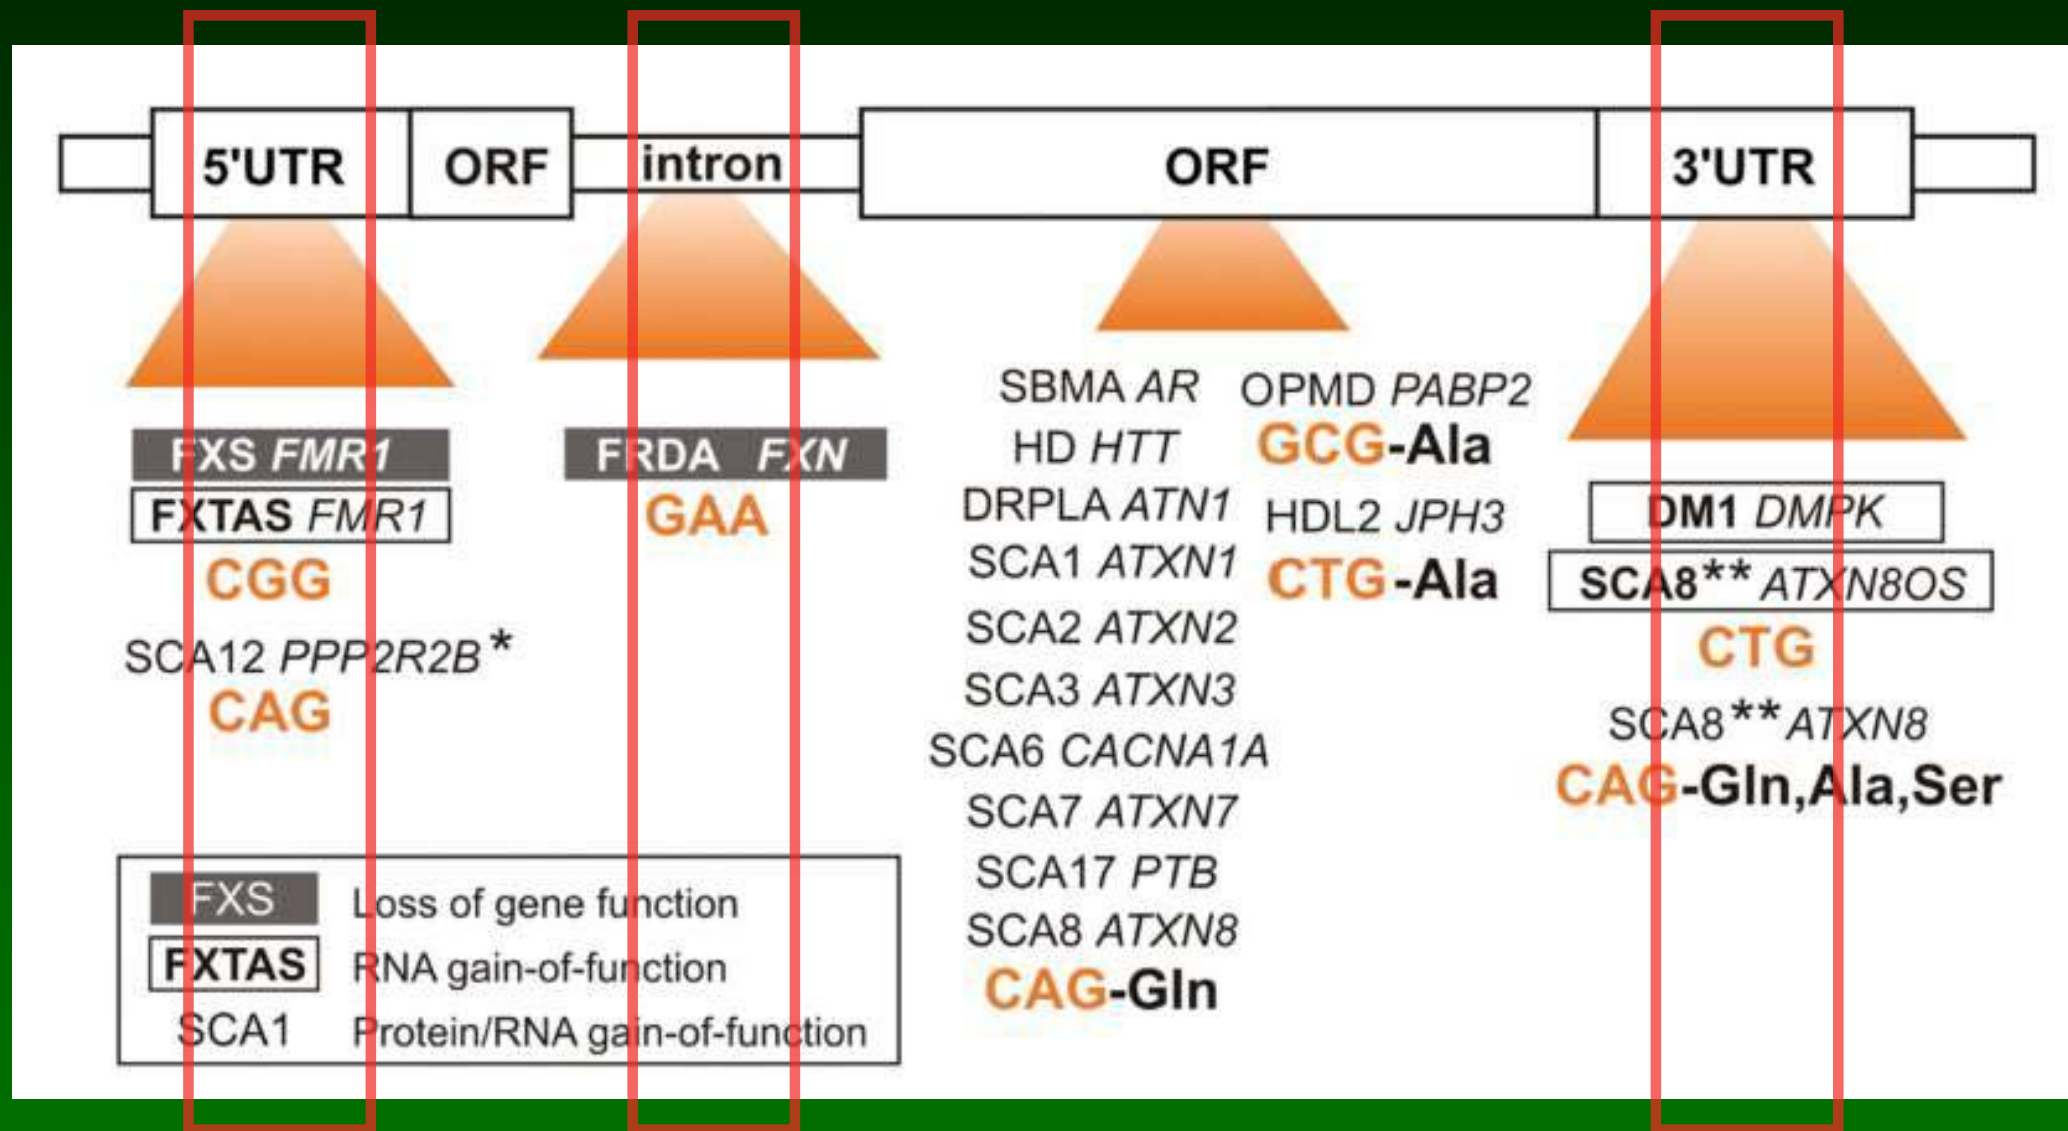 5'UTR ORF intron ORF 3'UTR
FXS FMR1
FXTAS FMR1
CGG
SCA12 PPP2R2B*
CAG
FRDA FXN
GAA
SBMA AR
HD HTT
DRPLA ATN1
SCA1 ATXN1
SCA2 ATXN2
SCA3 ATXN3
SCA6 CACNA1A
SCA7 ATXN7
SCA17 PTB
SCA8 ATXN8
CAG-Gln
OPMD PABP2
GCG-Ala
HDL2 JPH3
CTG-Ala
DM1 DMPK
SCA8** ATXN8OS
CTG
SCA8** ATXN8
CAG-Gln,Ala,Ser
FXS Loss of gene function
FXTAS RNA gain-of-function
SCA1 Protein/RNA gain-of-function